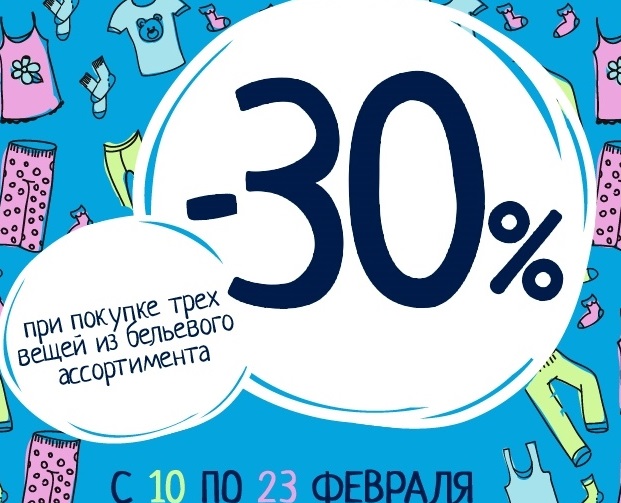 -30%
при покупке трех
вещей из бельевого
ассортимента
С 10 ПО 23 ФЕВРАЛЯ